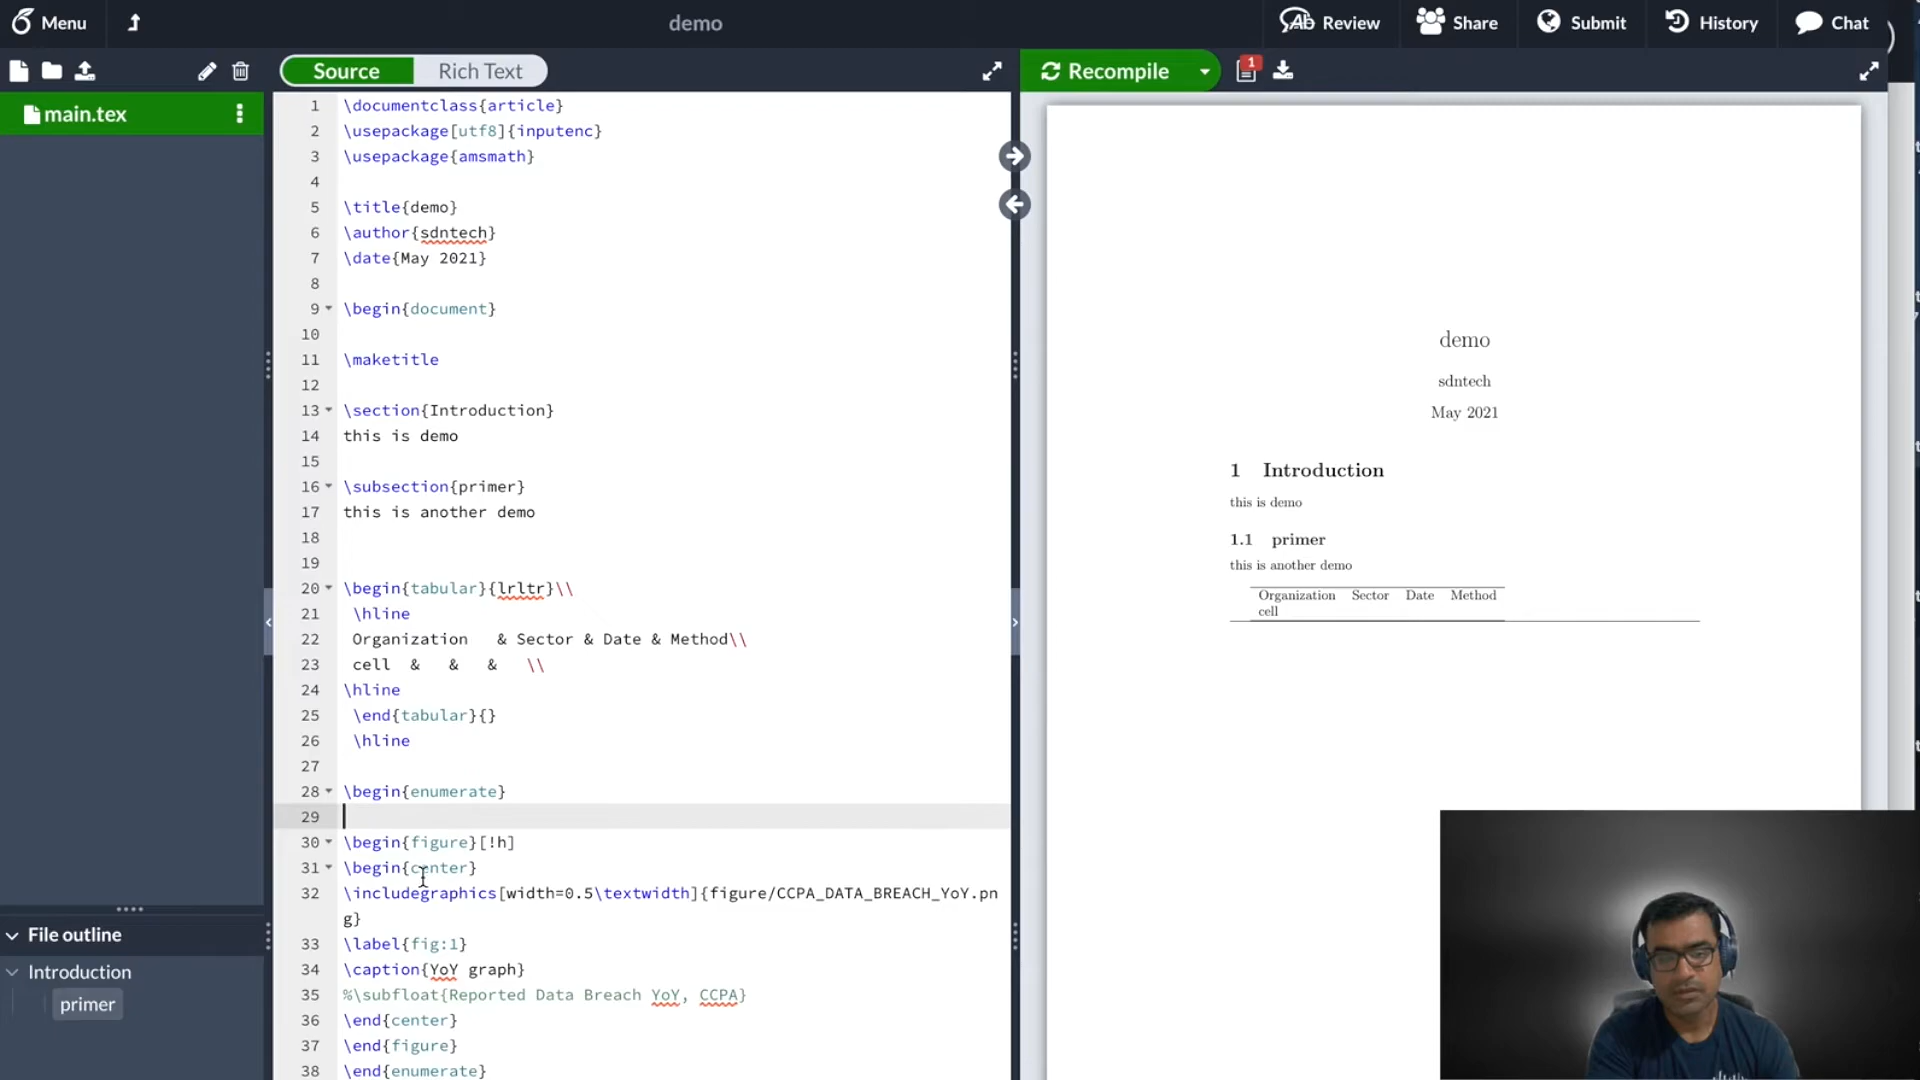 Menu
demo
Review
Share
Submit
History
Chat
Source
Rich Text
Recompile
1
main.tex
1 \documentclass{article}
2 \usepackage[utf8]{inputenc}
3 \usepackage{amsmath}
4
5 \title{demo}
6 \author{sdntech}
7 \date{May 2021}
8
9 \begin{document}
10
11 \maketitle
12
13 \section{Introduction}
14 this is demo
15
16 \subsection{primer}
17 this is another demo
18
19
20 \begin{tabular}{lrltr}\\
21 \hline
22 Organization & Sector & Date & Method\\
23 cell & & & \\
24 \hline
25 \end{tabular}{}
26 \hline
27
28 \begin{enumerate}
29
30 \begin{figure}[!h]
31 \begin{center}
32 \includegraphics[width=0.5\textwidth]{figure/CCPA_DATA_BREACH_YoY.pn
g}
33 \label{fig:1}
34 \caption{YoY graph}
35 %\subfloat{Reported Data Breach YoY, CCPA}
36 \end{center}
37 \end{figure}
38 \end{enumerate}
File outline
Introduction
primer
demo
sdntech
May 2021
1 Introduction
this is demo
1.1 primer
this is another demo
Organization Sector Date Method
cell